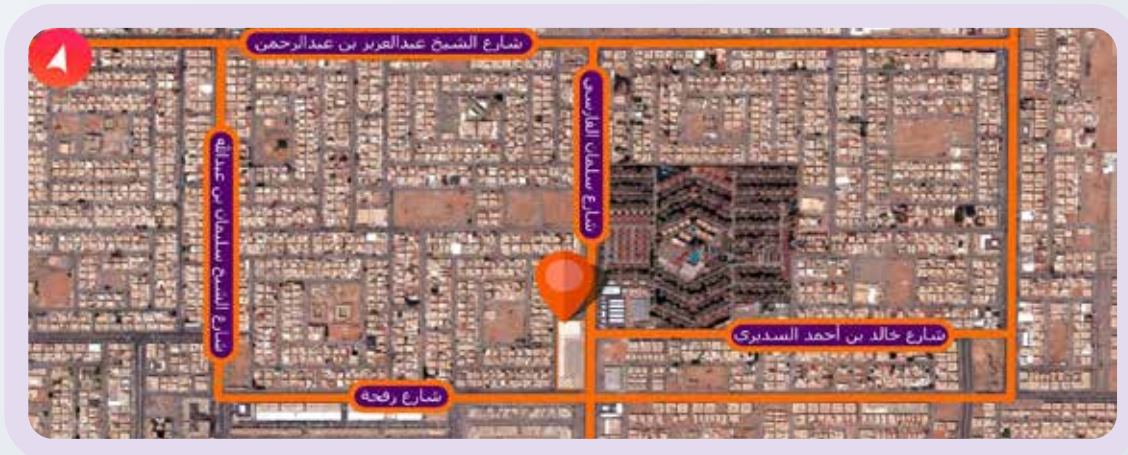 شارع الشيخ عبدالعزيز بن عبدالرحمن
شارع سلمان الفارسي
شارع الشيخ سليمان بن عبدالله
شارع خالد بن أحمد السديري
شارع رفحة